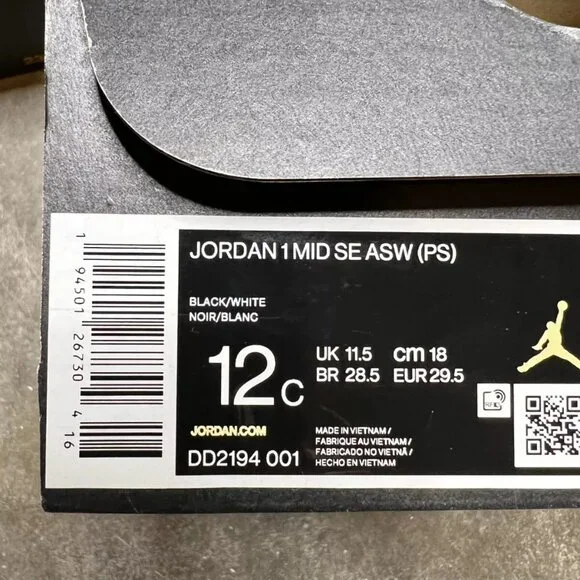 JORDAN 1 MID SE ASW (PS)
BLACK/WHITE
NOIR/BLANC
12C
UK 11.5 cm 18
BR 28.5 EUR 29.5
JORDAN.COM
DD2194 001
MADE IN VIETNAM/
FABRIQUE AU VIETNAM/
FABRICADO NO VIETNÃ/
HECHO EN VIETNAM
1 94501 26730 4 16